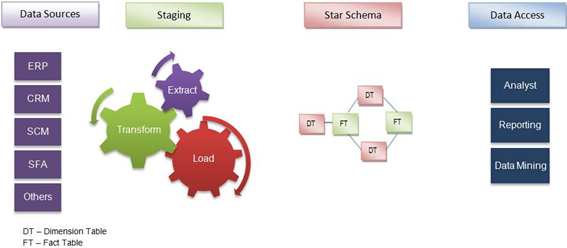 Data Sources
Staging
Star Schema
Data Access
ERP
CRM
SCM
SFA
Others
Extract
Transform
Load
DT
DT
FT
FT
DT
Analyst
Reporting
Data Mining
DT – Dimension Table
FT – Fact Table